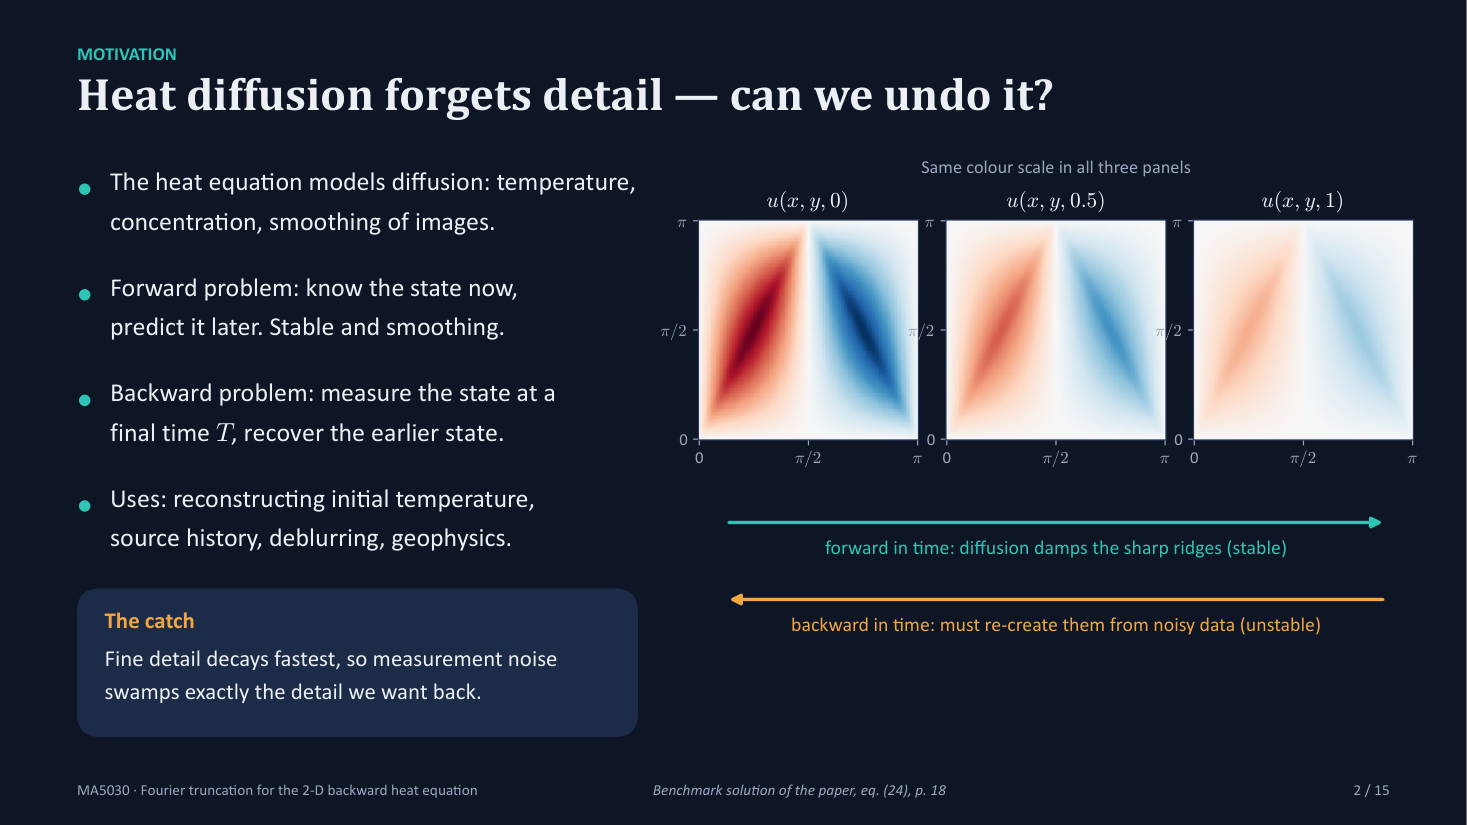 MOTIVATION
Heat diffusion forgets detail — can we undo it?
The heat equation models diffusion: temperature,
concentration, smoothing of images.
Forward problem: know the state now,
predict it later. Stable and smoothing.
Backward problem: measure the state at a
final time T, recover the earlier state.
Uses: reconstructing initial temperature,
source history, deblurring, geophysics.
The catch
Fine detail decays fastest, so measurement noise
swamps exactly the detail we want back.
Same colour scale in all three panels
u(x, y, 0)
π
π/2
0
0 π/2 π
u(x, y, 0.5)
π
π/2
0
0 π/2 π
u(x, y, 1)
π
π/2
0
0 π/2 π
forward in time: diffusion damps the sharp ridges (stable)
backward in time: must re-create them from noisy data (unstable)
MA5030 · Fourier truncation for the 2-D backward heat equation
Benchmark solution of the paper, eq. (24), p. 18
2 / 15